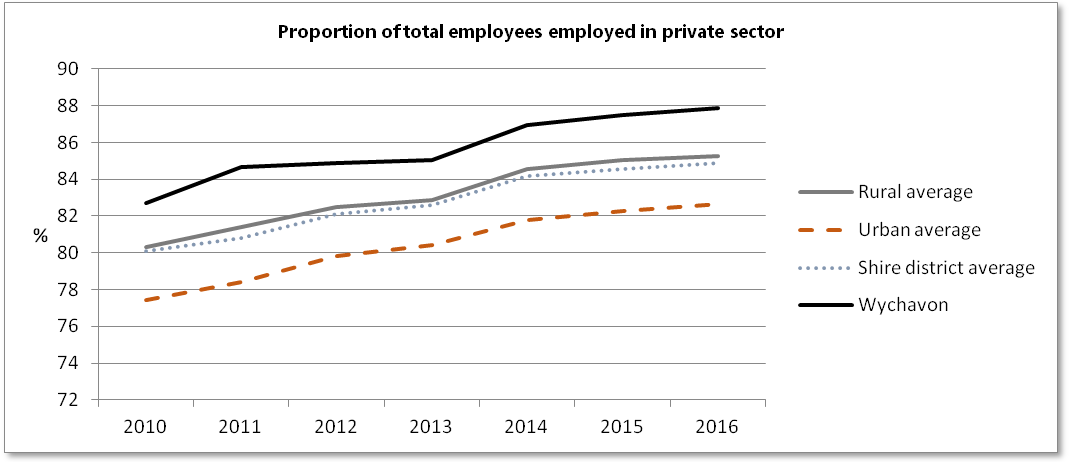 Proportion of total employees employed in private sector
90
88
86
84
82
80
78
76
74
72
%
2010 2011 2012 2013 2014 2015 2016
Rural average
Urban average
Shire district average
Wychavon